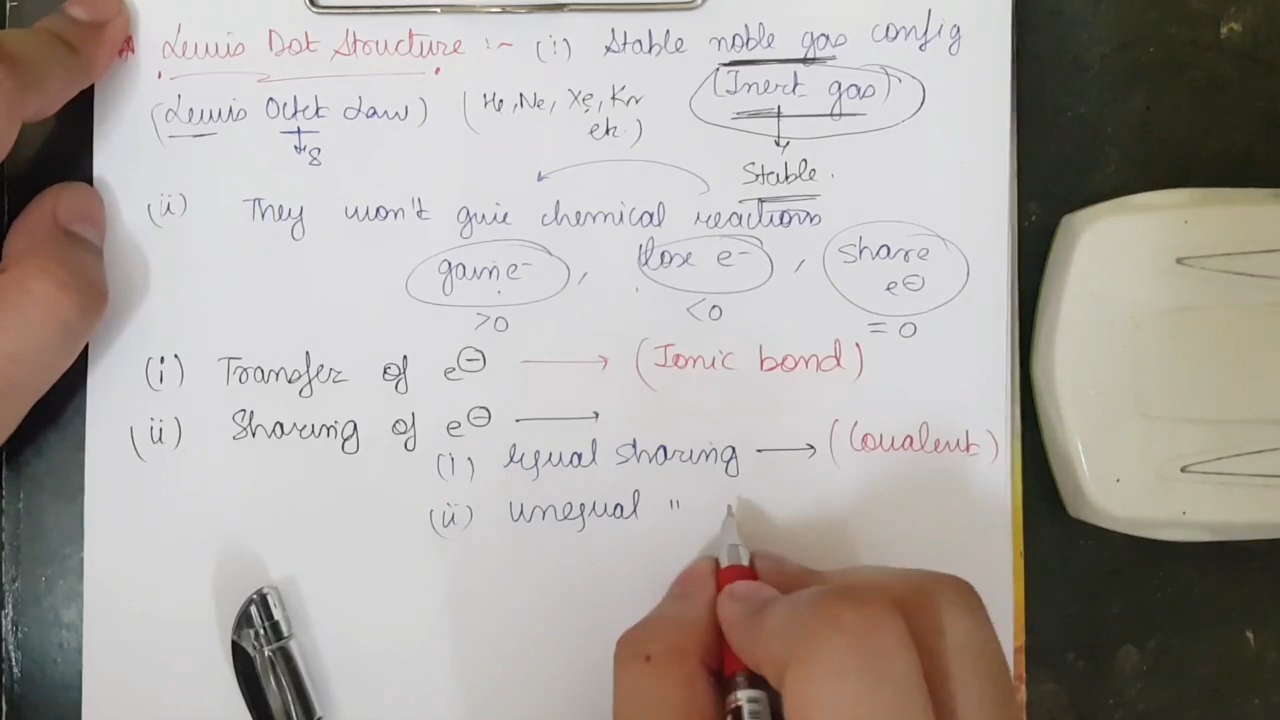 Lewis Dot Structure :- (i) Stable noble gas config
(Lewis Octet Law) (He, Ne, Xe, Kr (Inert gas)
↓ 8 etc.) ↓
Stable.
(ii) They won't give chemical reactions
gain e- , lose e- , share e⊖
>0 <0 = 0
(i) Transfer of e⊖ → (Ionic bond)
(ii) Sharing of e⊖ →
(i) equal sharing → (Covalent)
(ii) unequal "